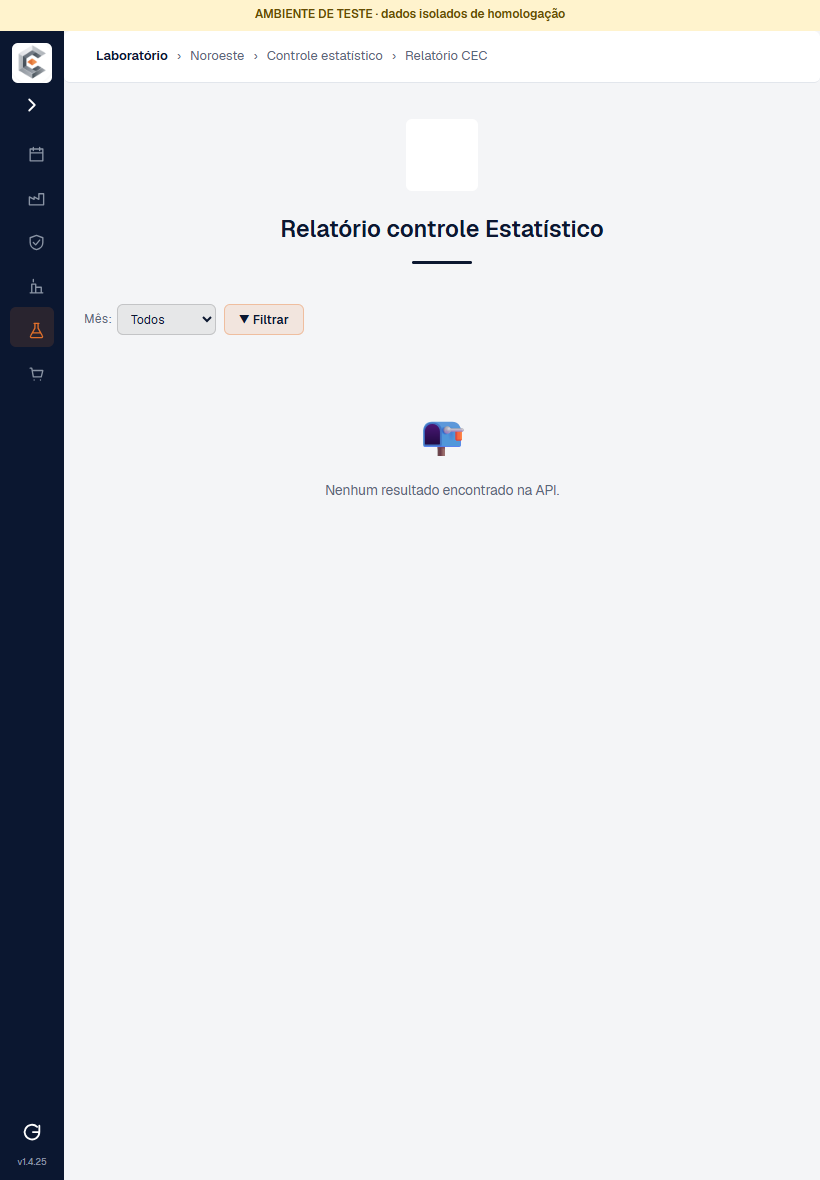 AMBIENTE DE TESTE · dados isolados de homologação
Laboratório › Noroeste › Controle estatístico › Relatório CEC
Relatório controle Estatístico
Mês: Todos ▼ Filtrar
Nenhum resultado encontrado na API.
v1.4.25